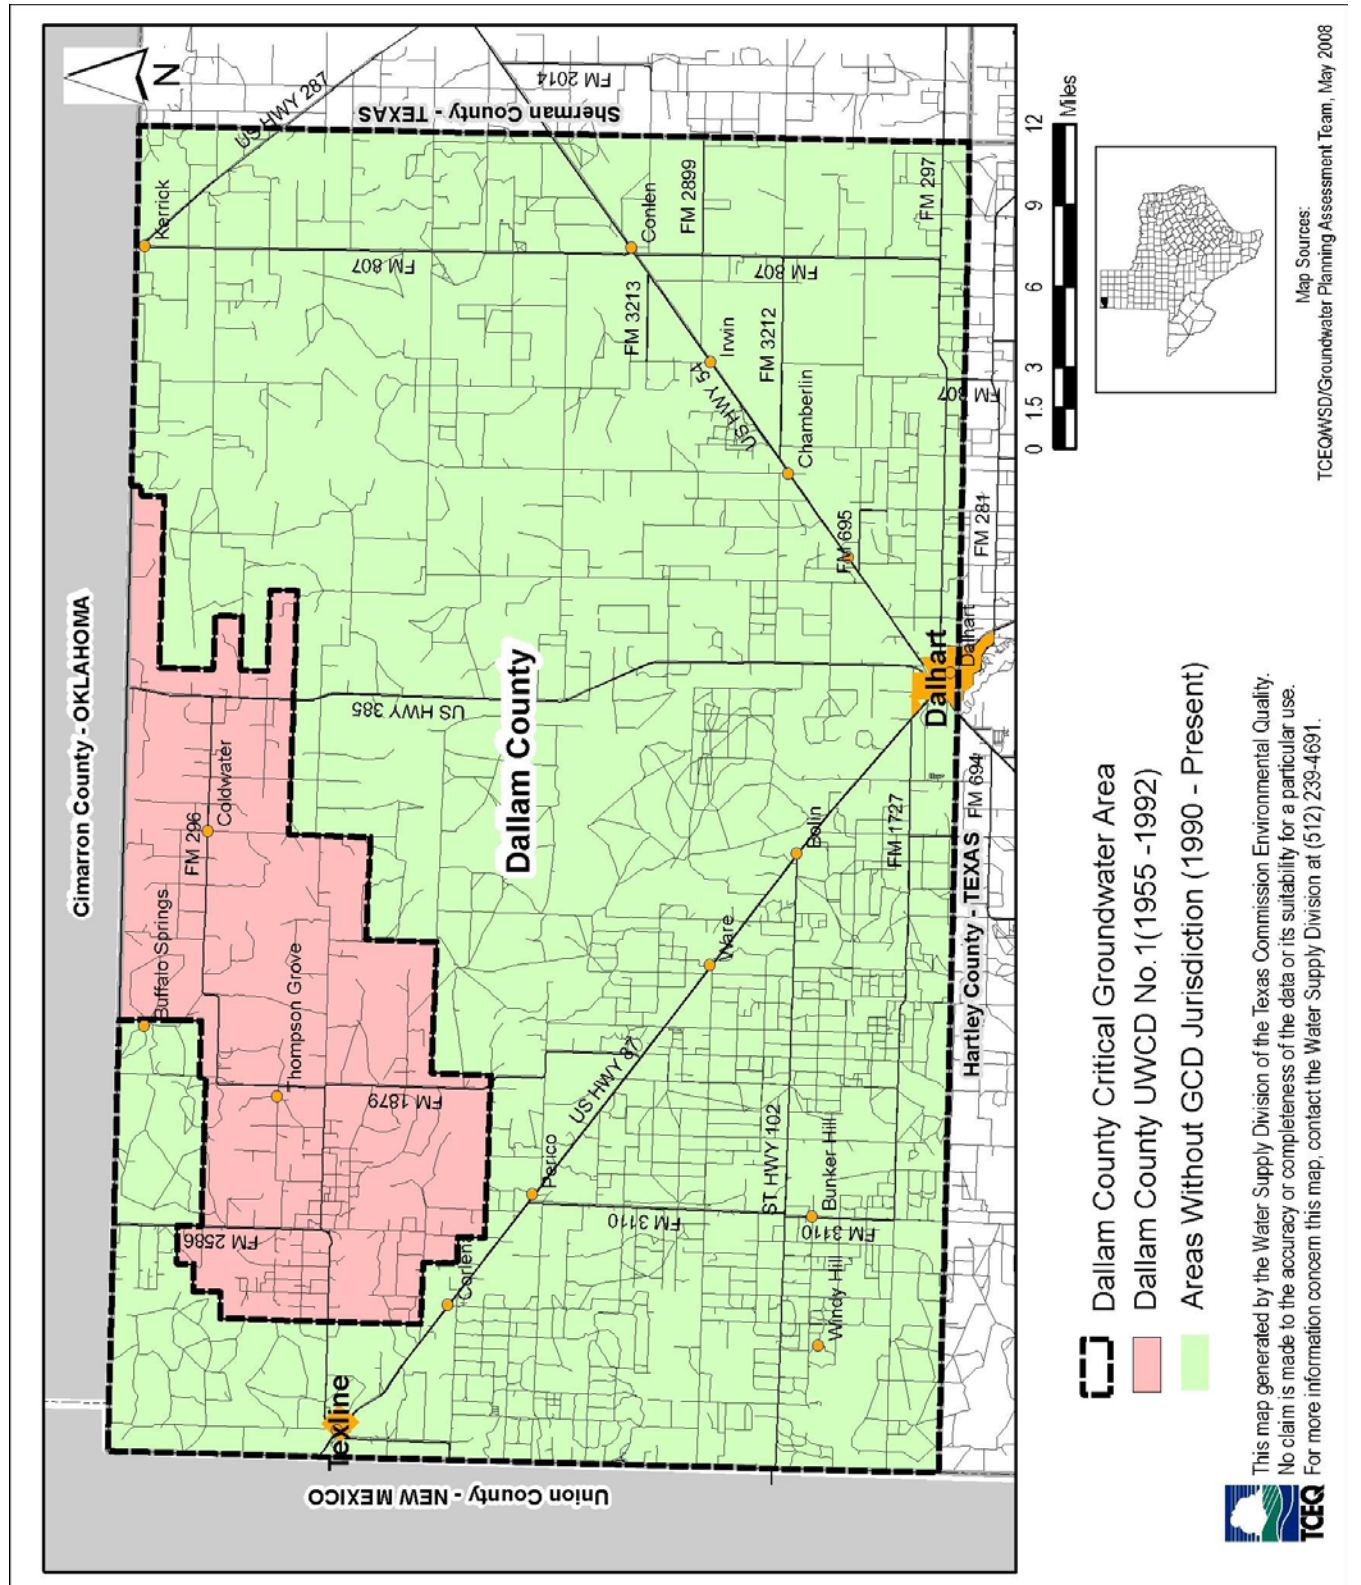 Cimarron County - OKLAHOMA
N
Union County - NEW MEXICO
Sherman County - TEXAS
Hartley County - TEXAS
Dallam County
Kerrick
US HWY 287
FM 2014
Buffalo Springs
FM 296
Coldwater
Thompson Grove
FM 2586
FM 1879
US HWY 385
FM 807
Texline
Corlena
Perico
US HWY 87
Ware
Bolin
FM 3110
ST HWY 102
Bunker Hill
FM 3110
Windy Hill
FM 1727
FM 694
Dalhart
Dalhart
FM 281
FM 695
Chamberlin
US HWY 54
Irwin
FM 3212
FM 3213
Conlen
FM 2899
FM 807
FM 297
FM 807
Dallam County Critical Groundwater Area
Dallam County UWCD No.1(1955 -1992)
Areas Without GCD Jurisdiction (1990 - Present)
0 1.5 3 6 9 12
Miles
TCEQ
This map generated by the Water Supply Division of the Texas Commission Environmental Quality.
No claim is made to the accuracy or completeness of the data or its suitability for a particular use.
For more information concern this map, contact the Water Supply Division at (512) 239-4691.
Map Sources:
TCEQ/WSD/Groundwater Planning Assessment Team, May 2008